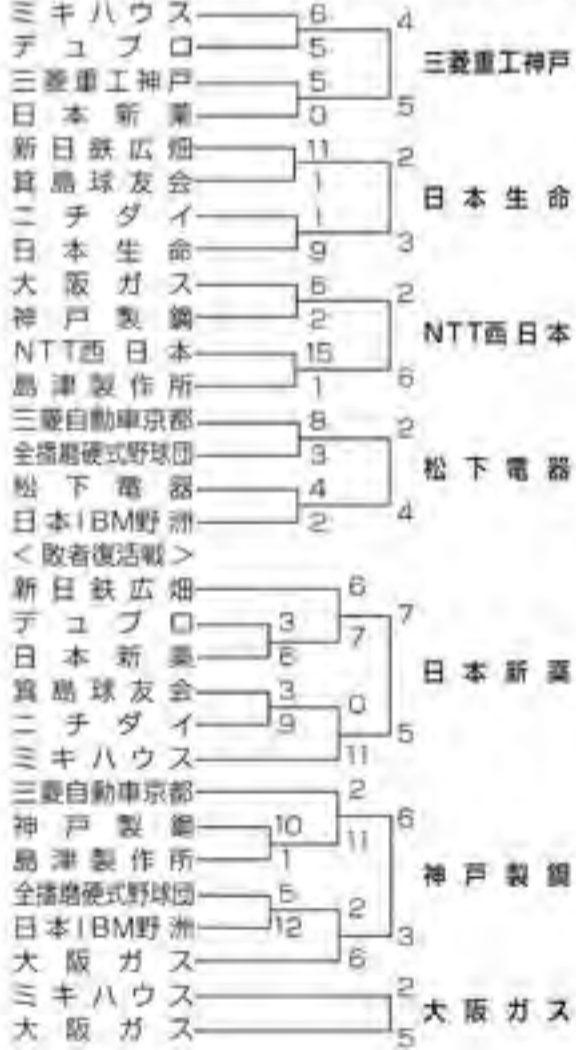 ミキハウス 6 4
デュプロ 5
三菱重工神戸
三菱重工神戸 5
日本新薬 0 5
新日鉄広畑 11 2
箕島球友会 1
日本生命
ニチダイ 1
日本生命 9 3
大阪ガス 6 2
神戸製鋼 2
NTT西日本
NTT西日本 15
島津製作所 1 6
三菱自動車京都 8 2
全播磨硬式野球団 3
松下電器
松下電器 4
日本IBM野洲 2 4
<敗者復活戦>
新日鉄広畑 6
デュプロ 3 7
日本新薬 6 7
日本新薬
箕島球友会 3 0
ニチダイ 9 5
ミキハウス 11
三菱自動車京都 2
神戸製鋼 10 11 6
島津製作所 1
神戸製鋼
全播磨硬式野球団 5 2
日本IBM野洲 12 3
大阪ガス 6
ミキハウス 2
大阪ガス
大阪ガス 5